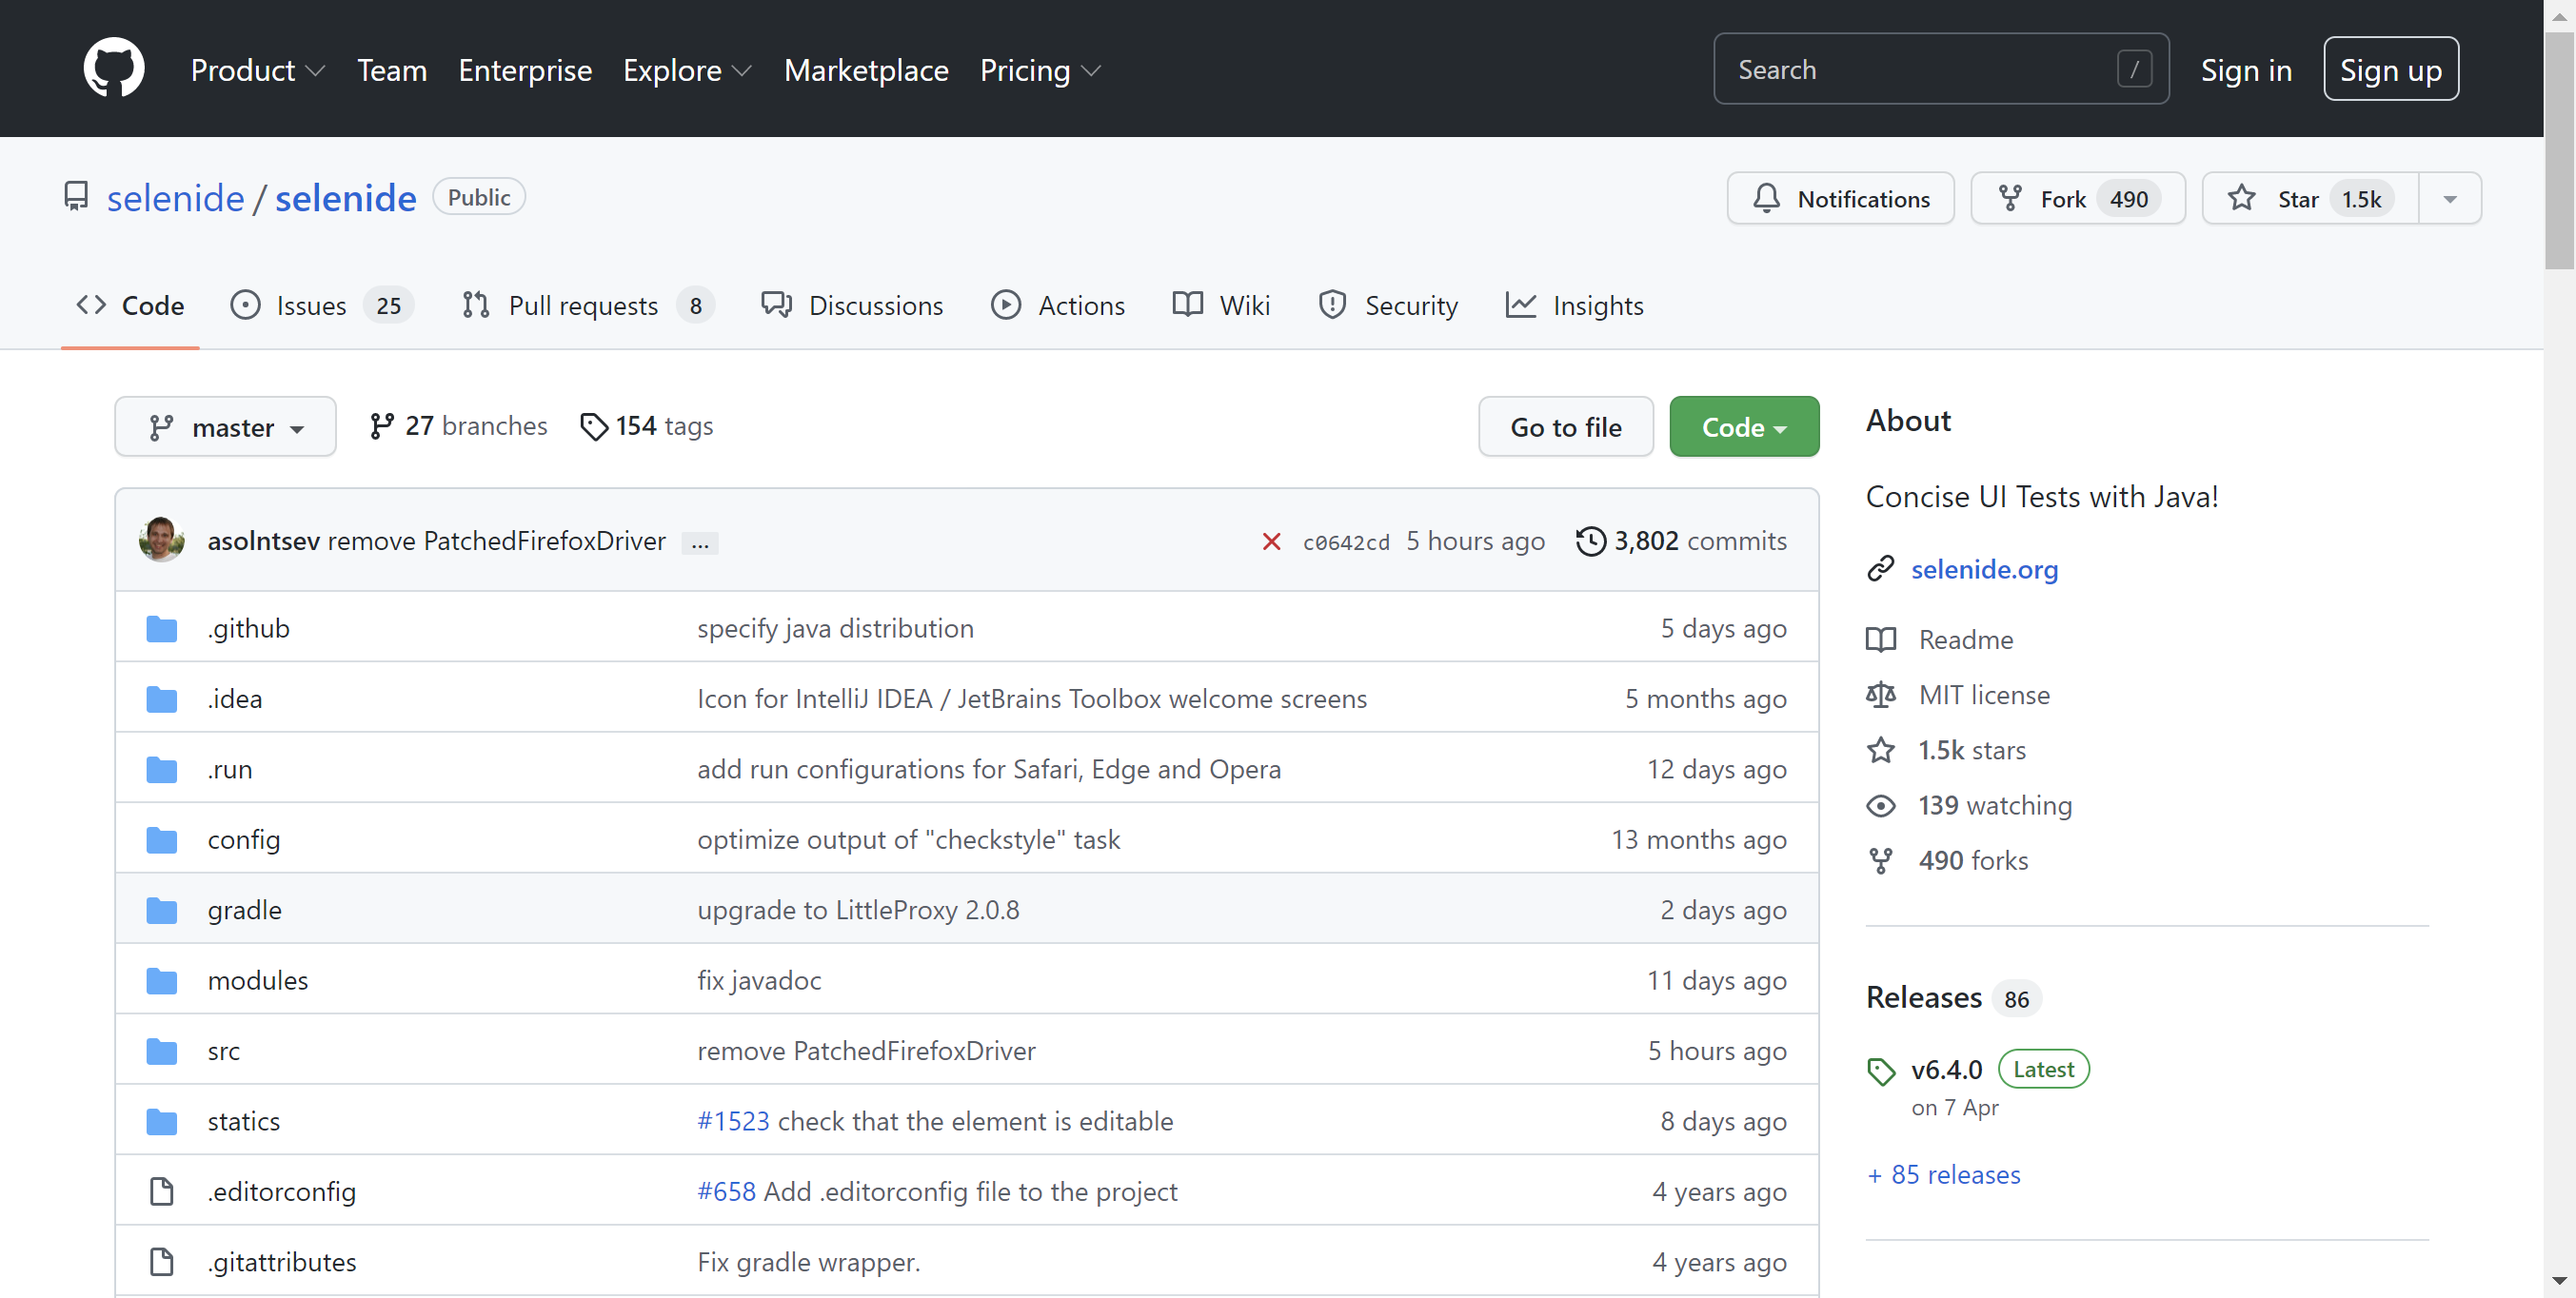 Product Team Enterprise Explore Marketplace Pricing Search / Sign in Sign up
selenide / selenide Public Notifications Fork 490 Star 1.5k
Code Issues 25 Pull requests 8 Discussions Actions Wiki Security Insights
master 27 branches 154 tags Go to file Code
asolntsev remove PatchedFirefoxDriver ... c0642cd 5 hours ago 3,802 commits
.github specify java distribution 5 days ago
.idea Icon for IntelliJ IDEA / JetBrains Toolbox welcome screens 5 months ago
.run add run configurations for Safari, Edge and Opera 12 days ago
config optimize output of "checkstyle" task 13 months ago
gradle upgrade to LittleProxy 2.0.8 2 days ago
modules fix javadoc 11 days ago
src remove PatchedFirefoxDriver 5 hours ago
statics #1523 check that the element is editable 8 days ago
.editorconfig #658 Add .editorconfig file to the project 4 years ago
.gitattributes Fix gradle wrapper. 4 years ago
About
Concise UI Tests with Java!
selenide.org
Readme
MIT license
1.5k stars
139 watching
490 forks
Releases 86
v6.4.0 Latest
on 7 Apr
+ 85 releases